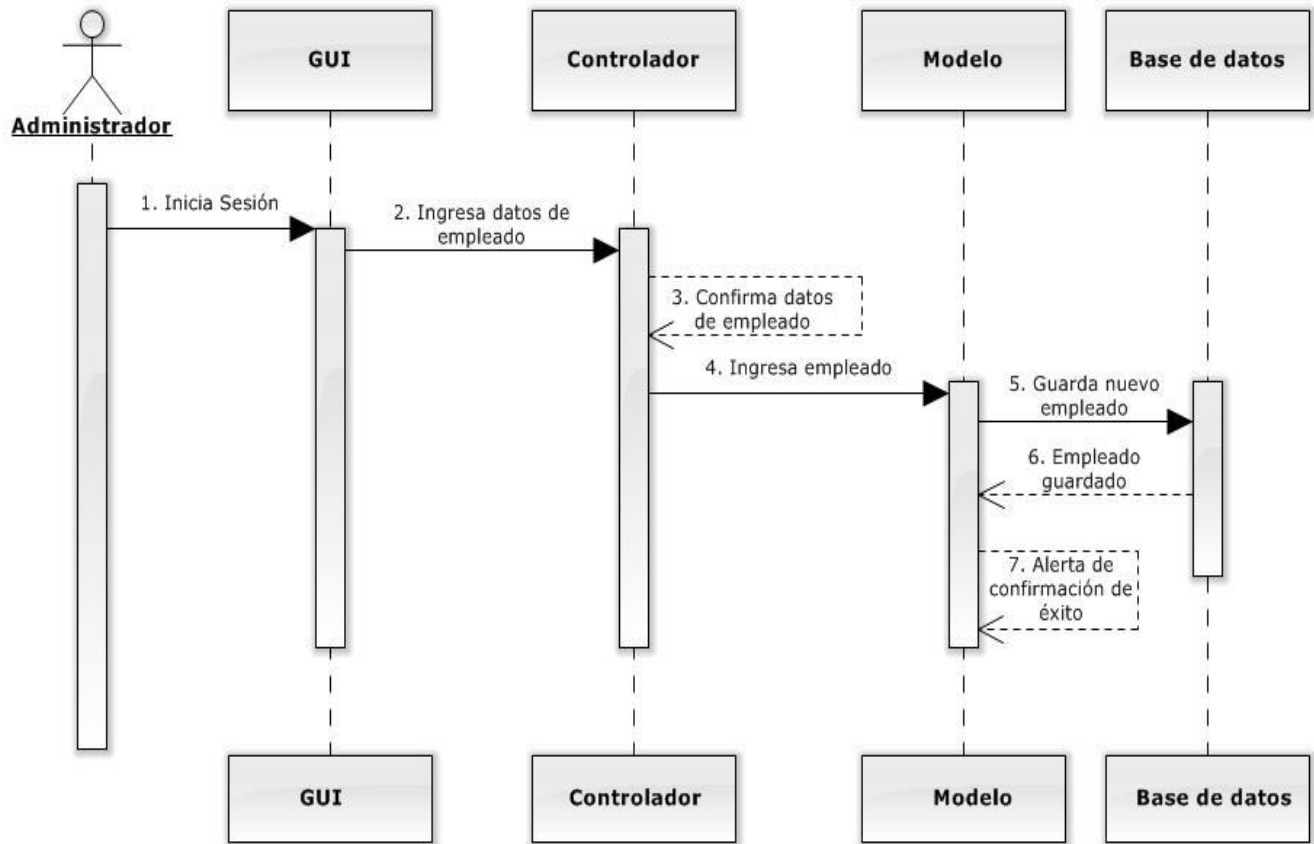 GUI
Controlador
Modelo
Base de datos
Administrador
1. Inicia Sesión
2. Ingresa datos de
empleado
3. Confirma datos
de empleado
4. Ingresa empleado
5. Guarda nuevo
empleado
6. Empleado
guardado
7. Alerta de
confirmación de
éxito
GUI
Controlador
Modelo
Base de datos